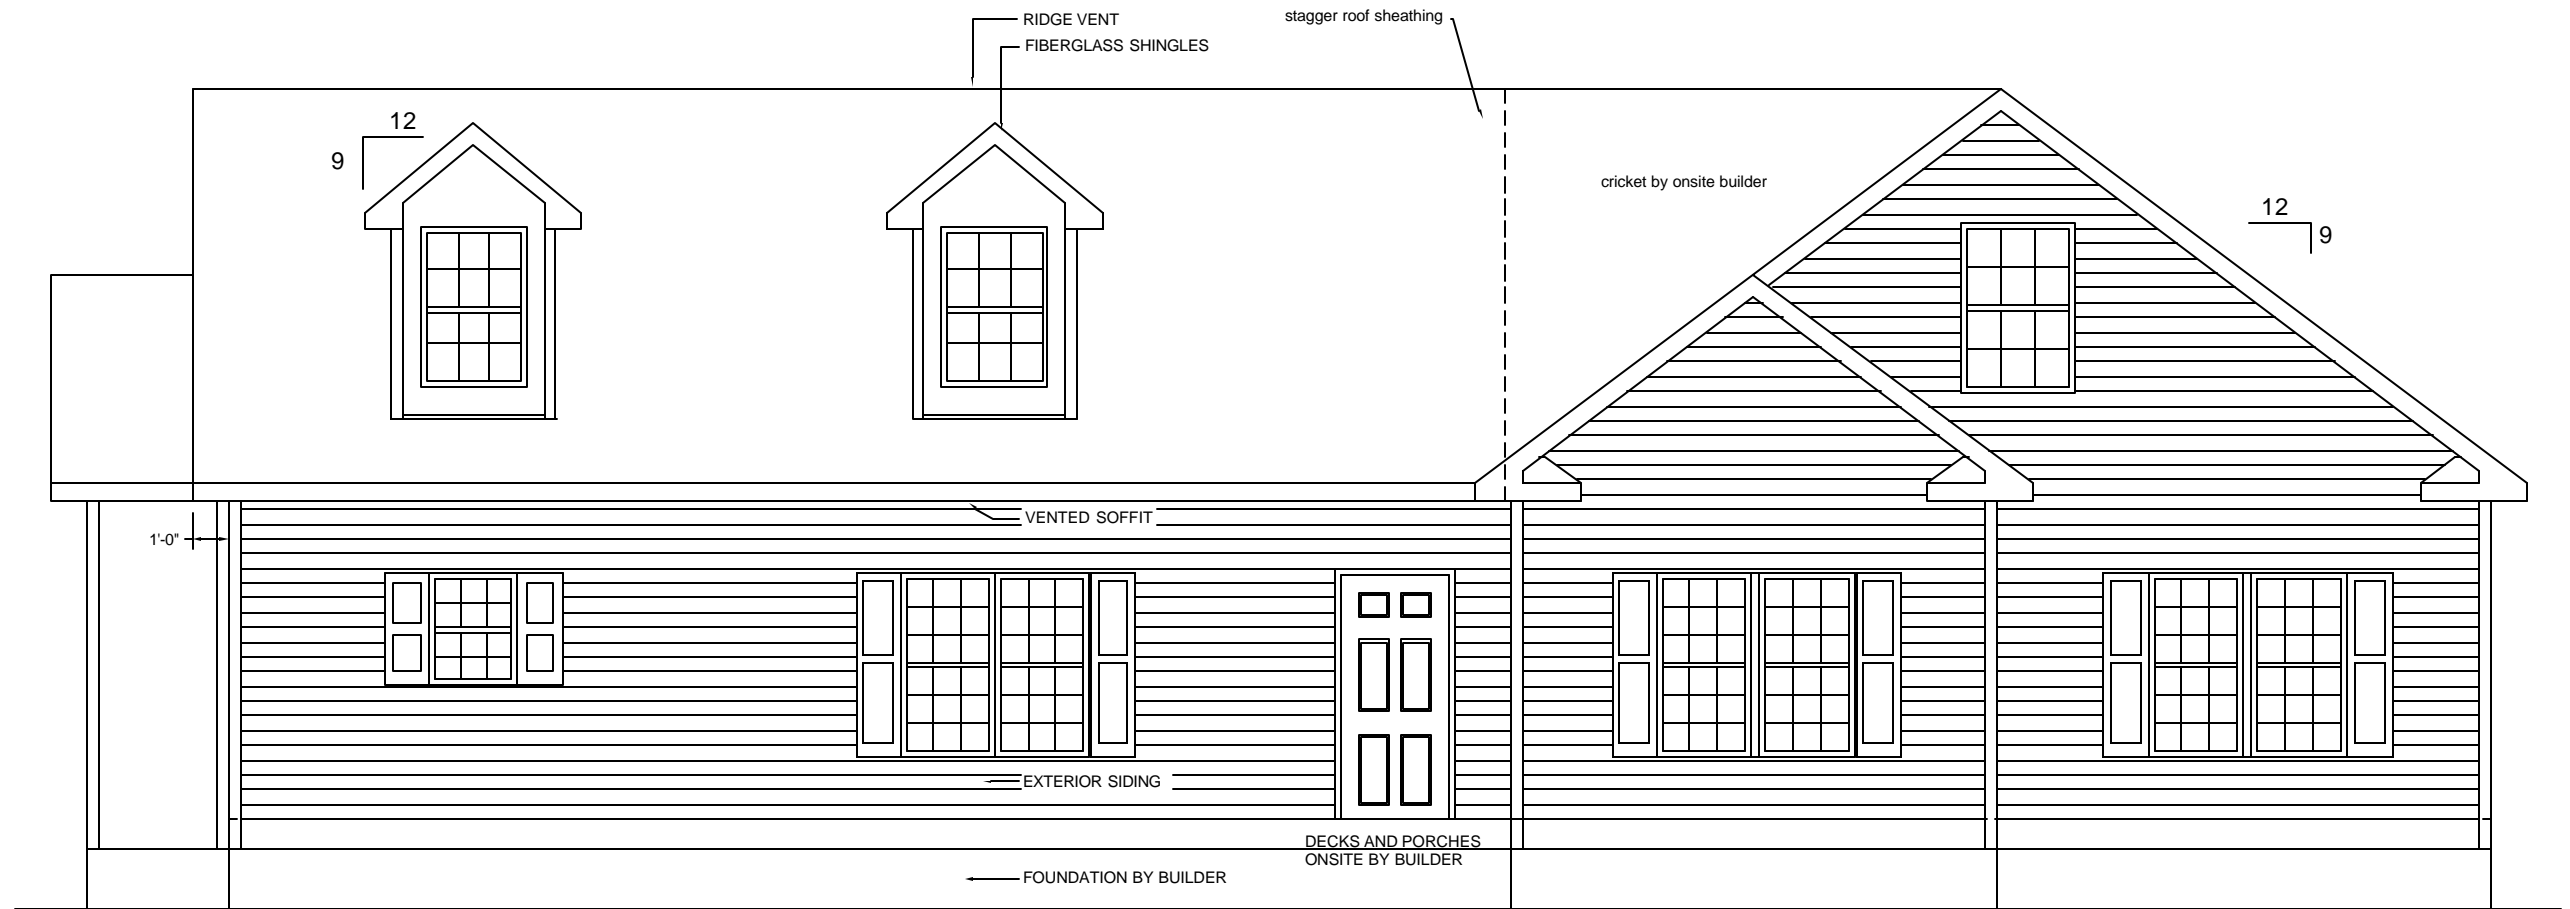 RIDGE VENT
stagger roof sheathing
FIBERGLASS SHINGLES
12
9
cricket by onsite builder
12
9
VENTED SOFFIT
1'-0"
EXTERIOR SIDING
DECKS AND PORCHES
ONSITE BY BUILDER
FOUNDATION BY BUILDER